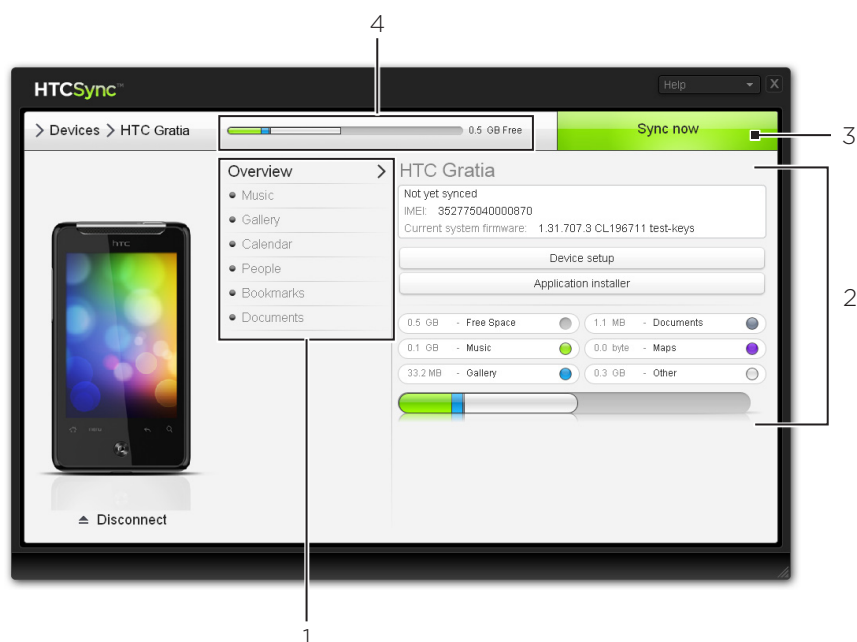 4
HTCSync™
Help
X
> Devices > HTC Gratia
0.5 GB Free
Sync now
3
Overview >
• Music
• Gallery
• Calendar
• People
• Bookmarks
• Documents
HTC Gratia
Not yet synced
IMEI: 352775040000870
Current system firmware: 1.31.707.3 CL196711 test-keys
Device setup
Application installer
0.5 GB - Free Space
1.1 MB - Documents
0.1 GB - Music
0.0 byte - Maps
33.2 MB - Gallery
0.3 GB - Other
2
hTC
MENU
Disconnect
1